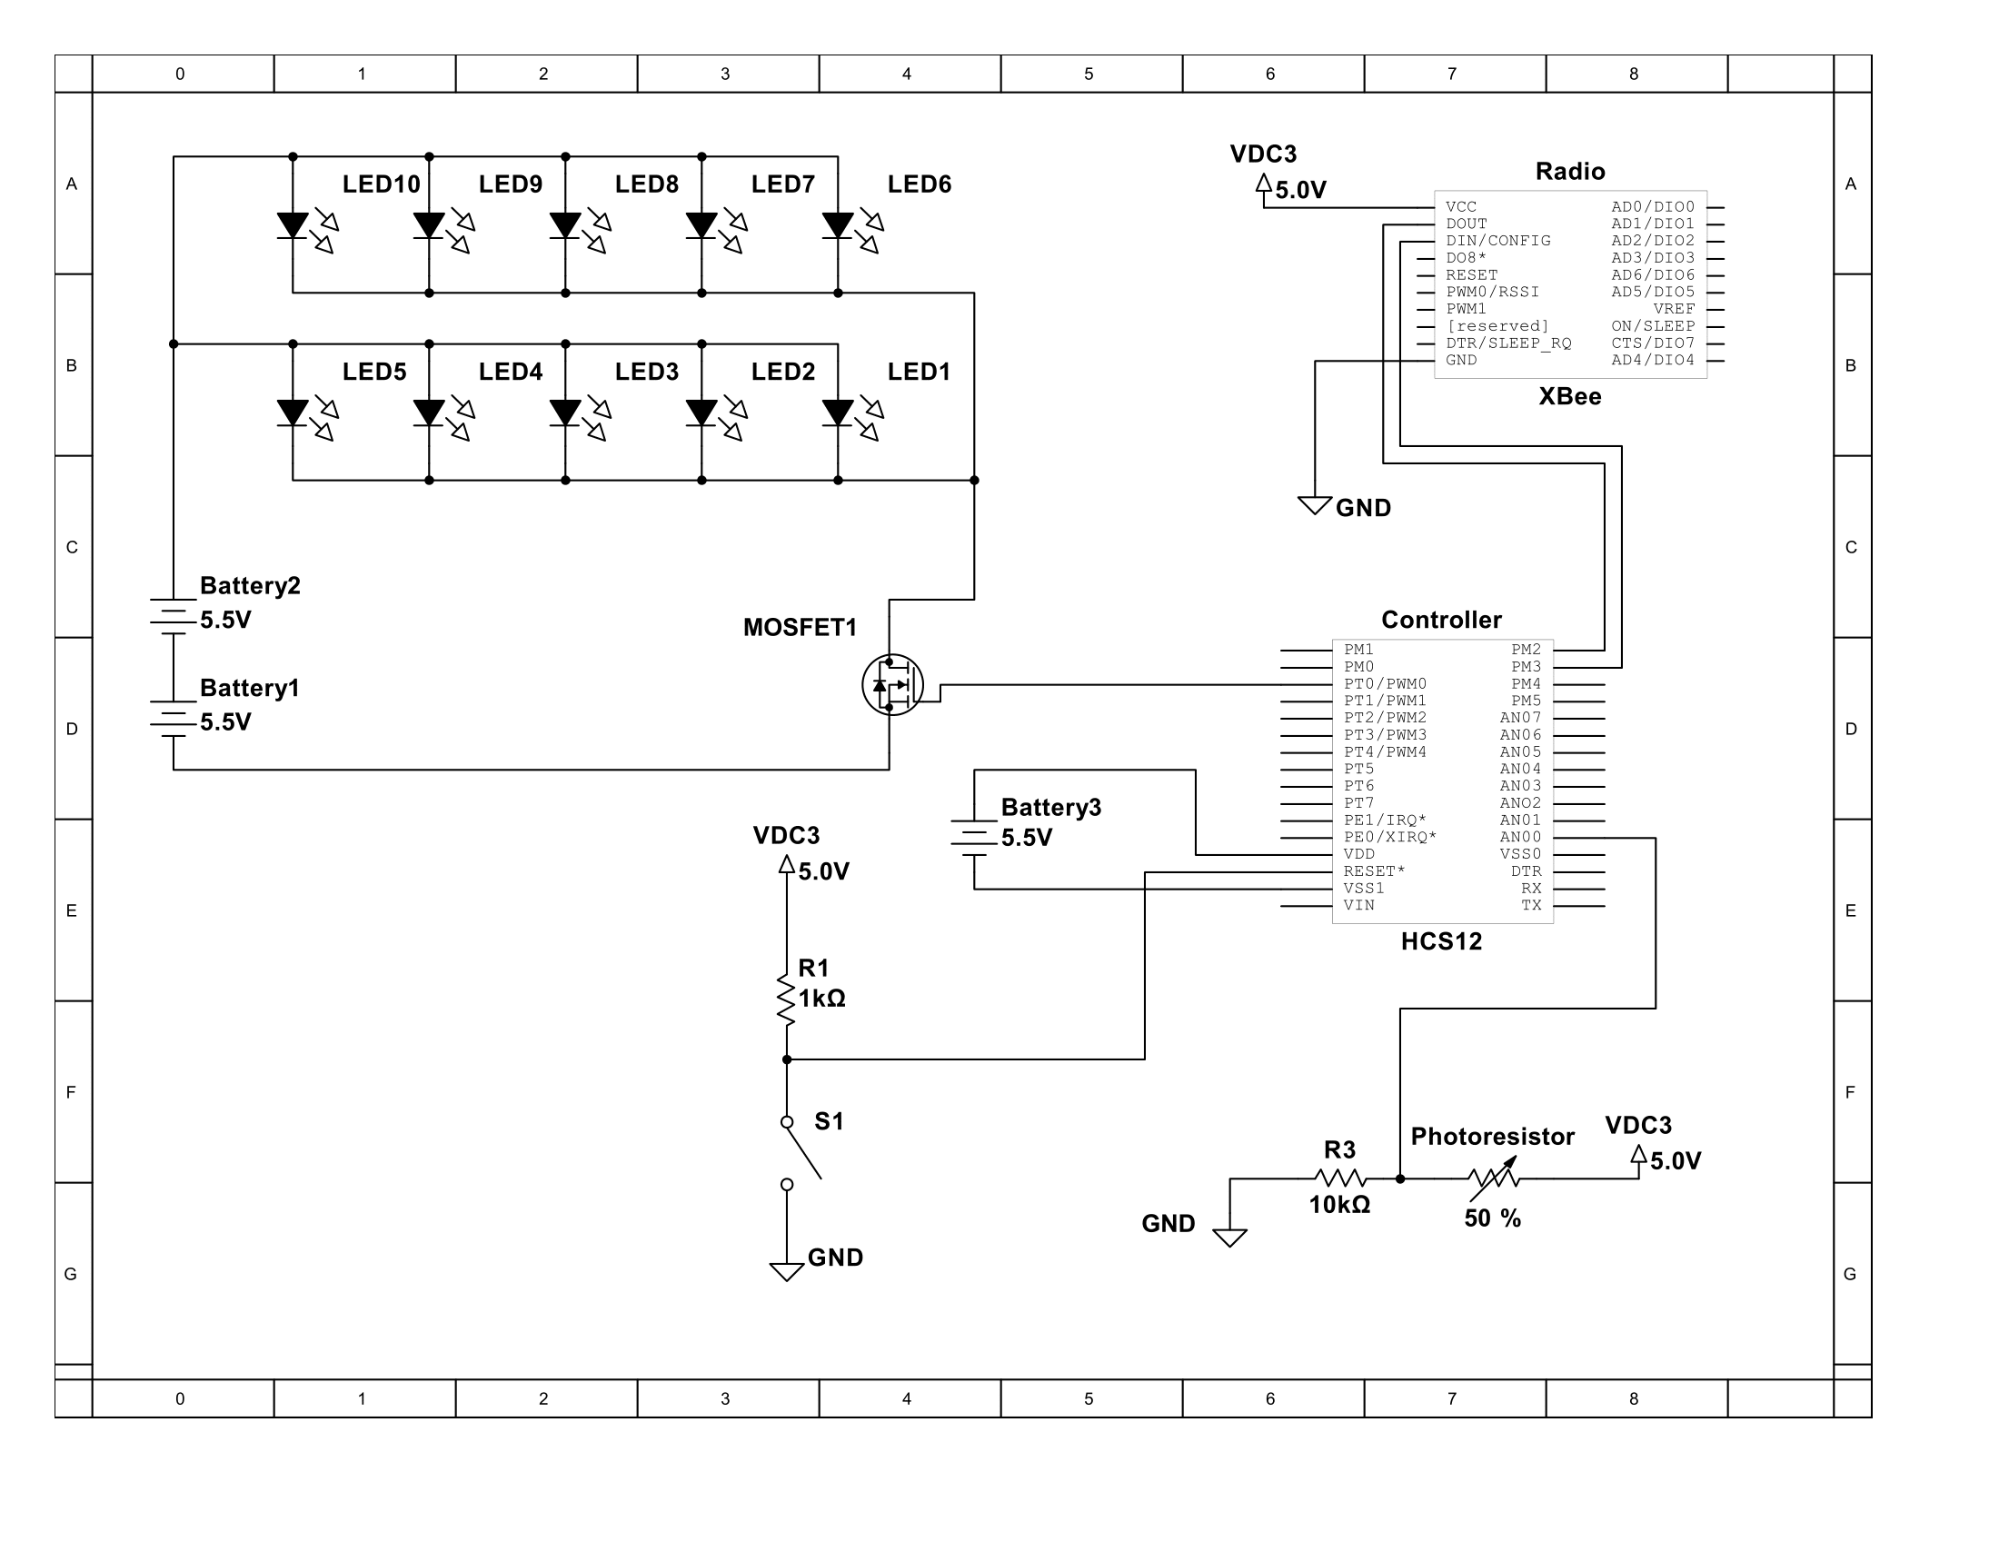 0 1 2 3 4 5 6 7 8
A A
VDC3
5.0V
Radio
LED10 LED9 LED8 LED7 LED6
VCC AD0/DIO0
DOUT AD1/DIO1
DIN/CONFIG AD2/DIO2
DO8* AD3/DIO3
RESET AD6/DIO6
PWM0/RSSI AD5/DIO5
PWM1 VREF
[reserved] ON/SLEEP
DTR/SLEEP_RQ CTS/DIO7
GND AD4/DIO4
XBee
B B
LED5 LED4 LED3 LED2 LED1
GND
C C
Battery2
5.5V
MOSFET1
Battery1
5.5V
Controller
PM1 PM2
PM0 PM3
PT0/PWM0 PM4
PT1/PWM1 PM5
PT2/PWM2 AN07
PT3/PWM3 AN06
PT4/PWM4 AN05
PT5 AN04
PT6 AN03
PT7 ANO2
PE1/IRQ* AN01
PE0/XIRQ* AN00
VDD VSS0
RESET* DTR
VSS1 RX
VIN TX
HCS12
D D
Battery3
5.5V
VDC3
5.0V
E E
R1
1kΩ
F F
S1
GND
R3
10kΩ
Photoresistor
50 %
VDC3
5.0V
GND
G G
0 1 2 3 4 5 6 7 8